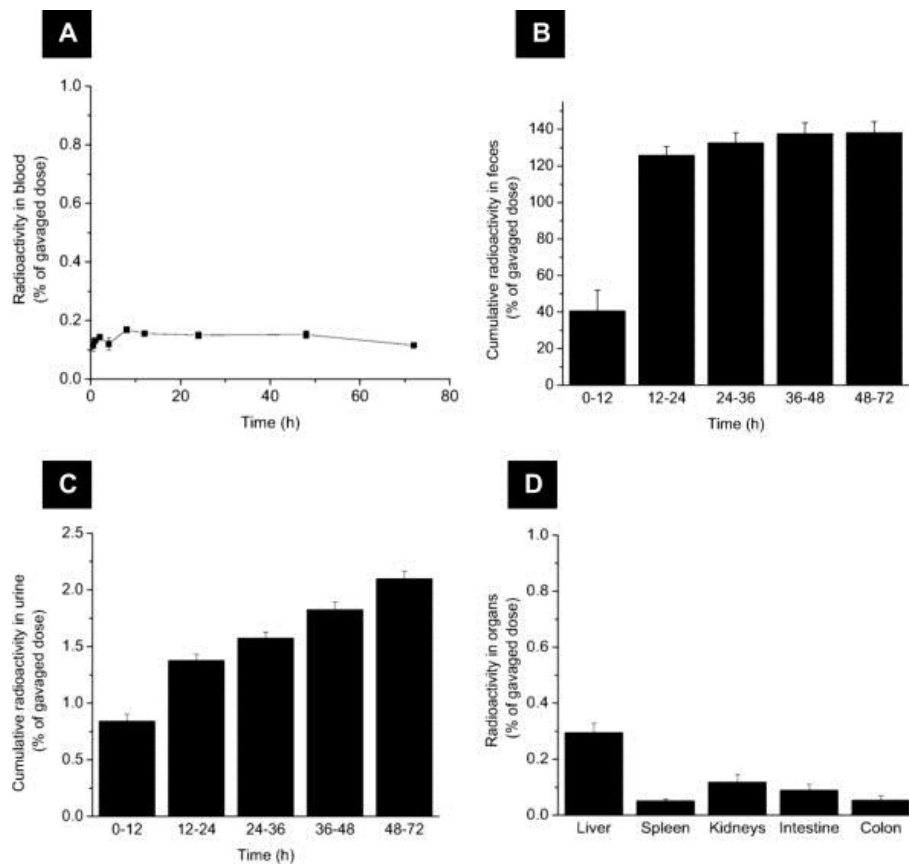 A
Radioactivity in blood
(% of gavaged dose)
1.0
0.8
0.6
0.4
0.2
0.0
0
20
40
60
80
Time (h)
B
Cumulative radioactivity in feces
(% of gavaged dose)
140
120
100
80
60
40
20
0
0-12
12-24
24-36
36-48
48-72
Time (h)
C
Cumulative radioactivity in urine
(% of gavaged dose)
2.5
2.0
1.5
1.0
0.5
0.0
0-12
12-24
24-36
36-48
48-72
Time (h)
D
Radioactivity in organs
(% of gavaged dose)
1.0
0.8
0.6
0.4
0.2
0.0
Liver
Spleen
Kidneys
Intestine
Colon